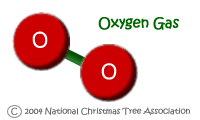 Oxygen Gas
O
O
© 2004 National Christmas Tree Association